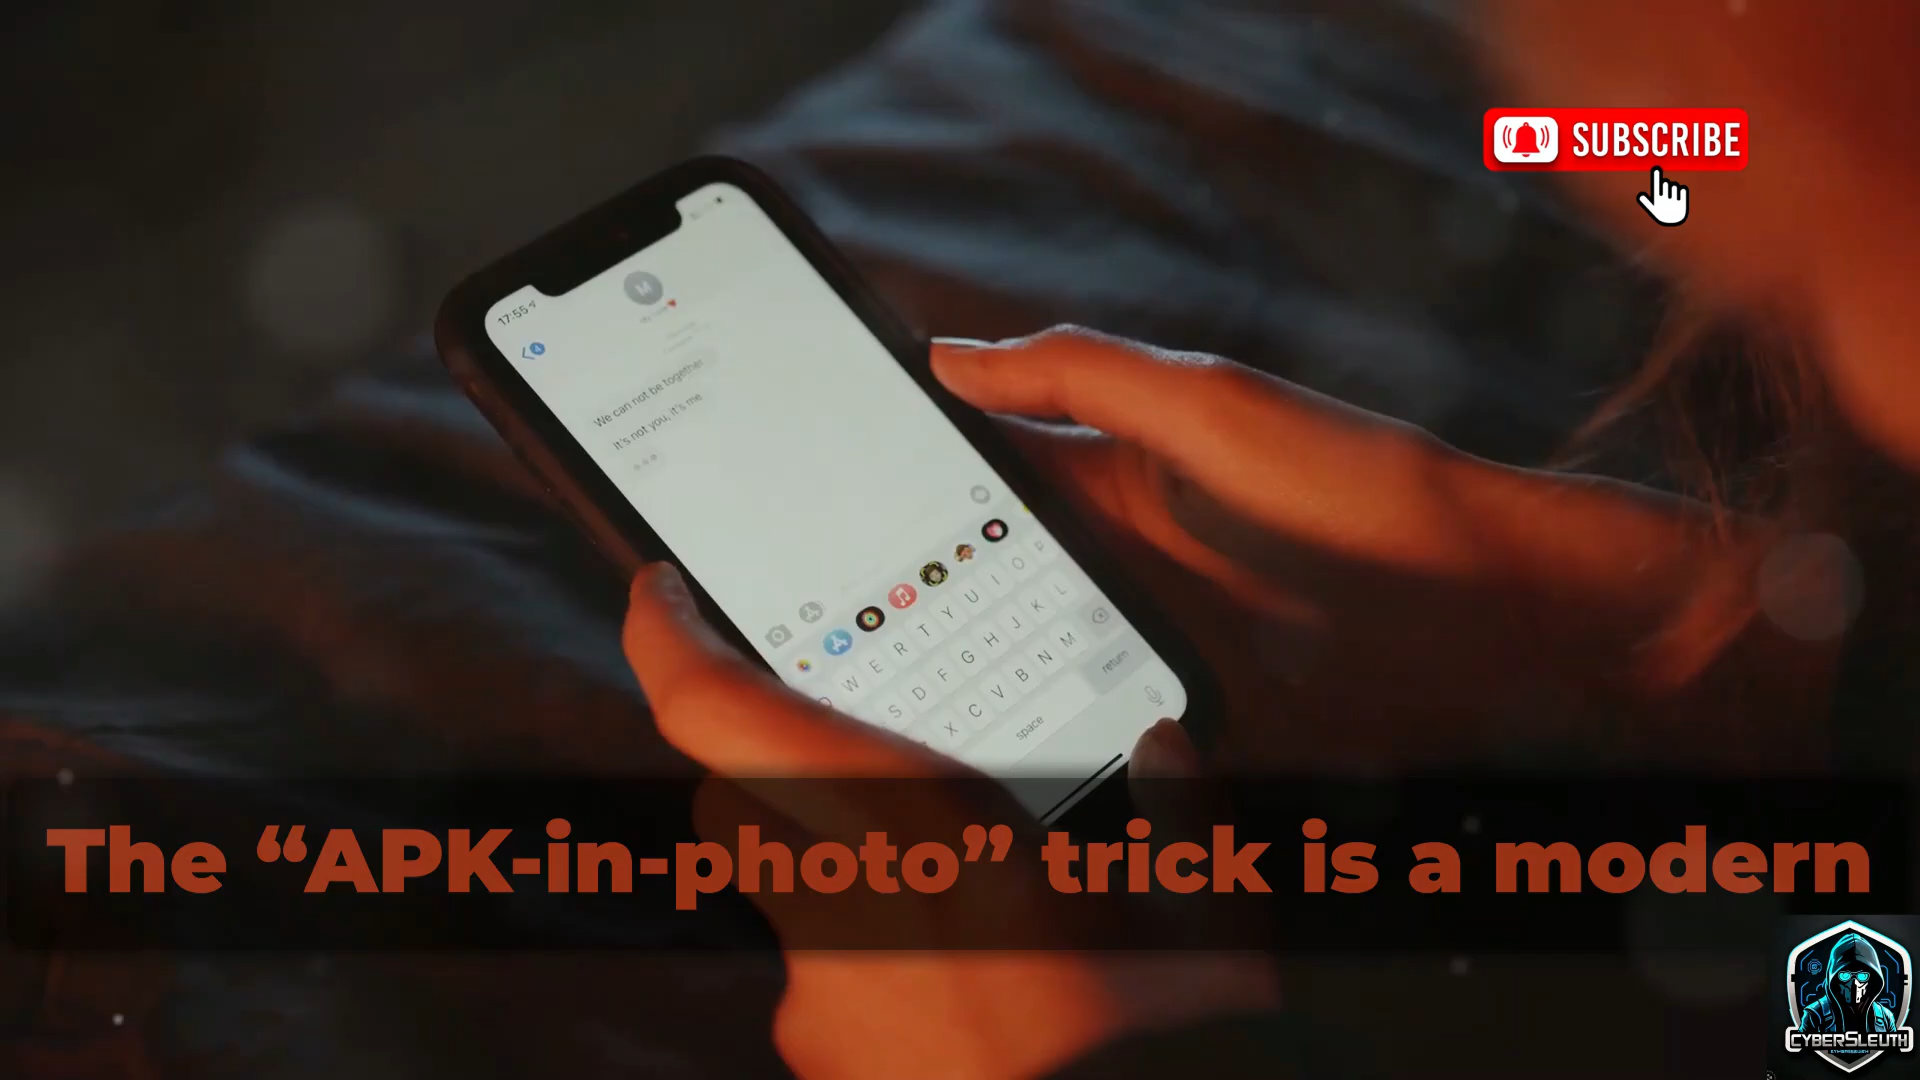 SUBSCRIBE
17:55
4
M
We can not be together
It's not you, it's me
W E R T Y U I O P
S D F G H J K L
X C V B N M
space
return
The “APK-in-photo” trick is a modern
CYBERSLEUTH